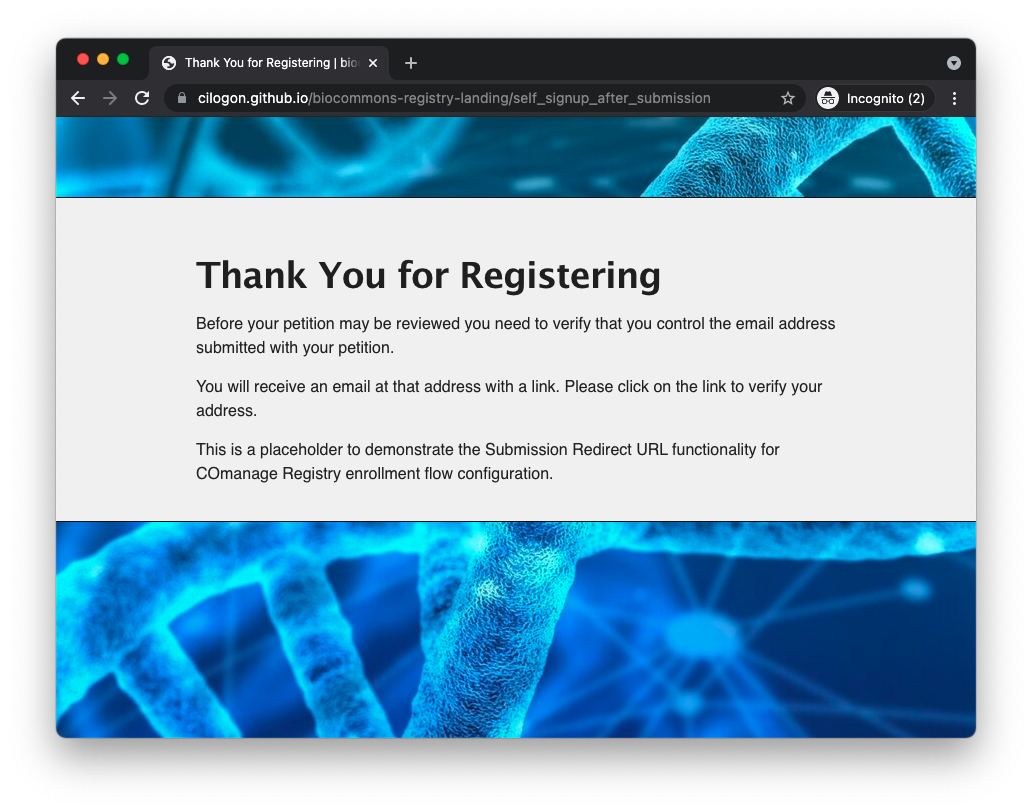 Thank You for Registering | bio
cilogon.github.io/biocommons-registry-landing/self_signup_after_submission
Incognito (2)
Thank You for Registering
Before your petition may be reviewed you need to verify that you control the email address
submitted with your petition.
You will receive an email at that address with a link. Please click on the link to verify your
address.
This is a placeholder to demonstrate the Submission Redirect URL functionality for
COmanage Registry enrollment flow configuration.